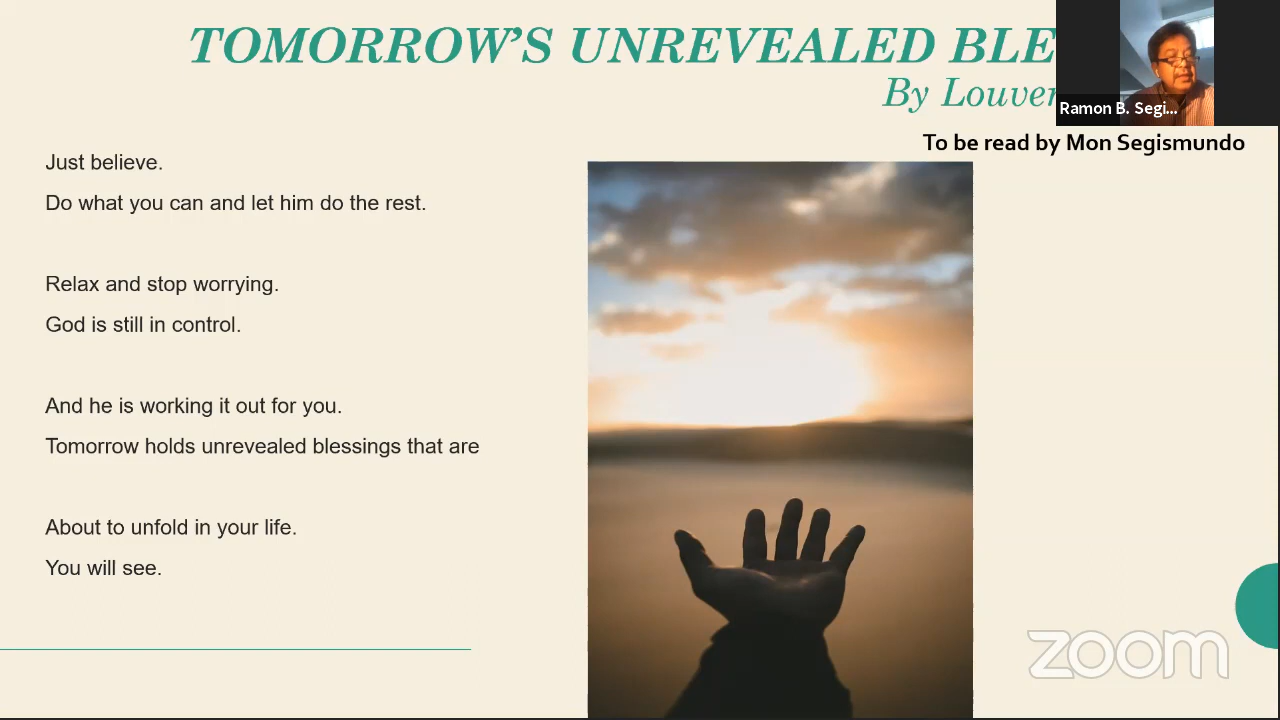 TOMORROW'S UNREVEALED BLE
By Louver
Ramon B. Segi...
To be read by Mon Segismundo
Just believe.
Do what you can and let him do the rest.
Relax and stop worrying.
God is still in control.
And he is working it out for you.
Tomorrow holds unrevealed blessings that are
About to unfold in your life.
You will see.
zoom